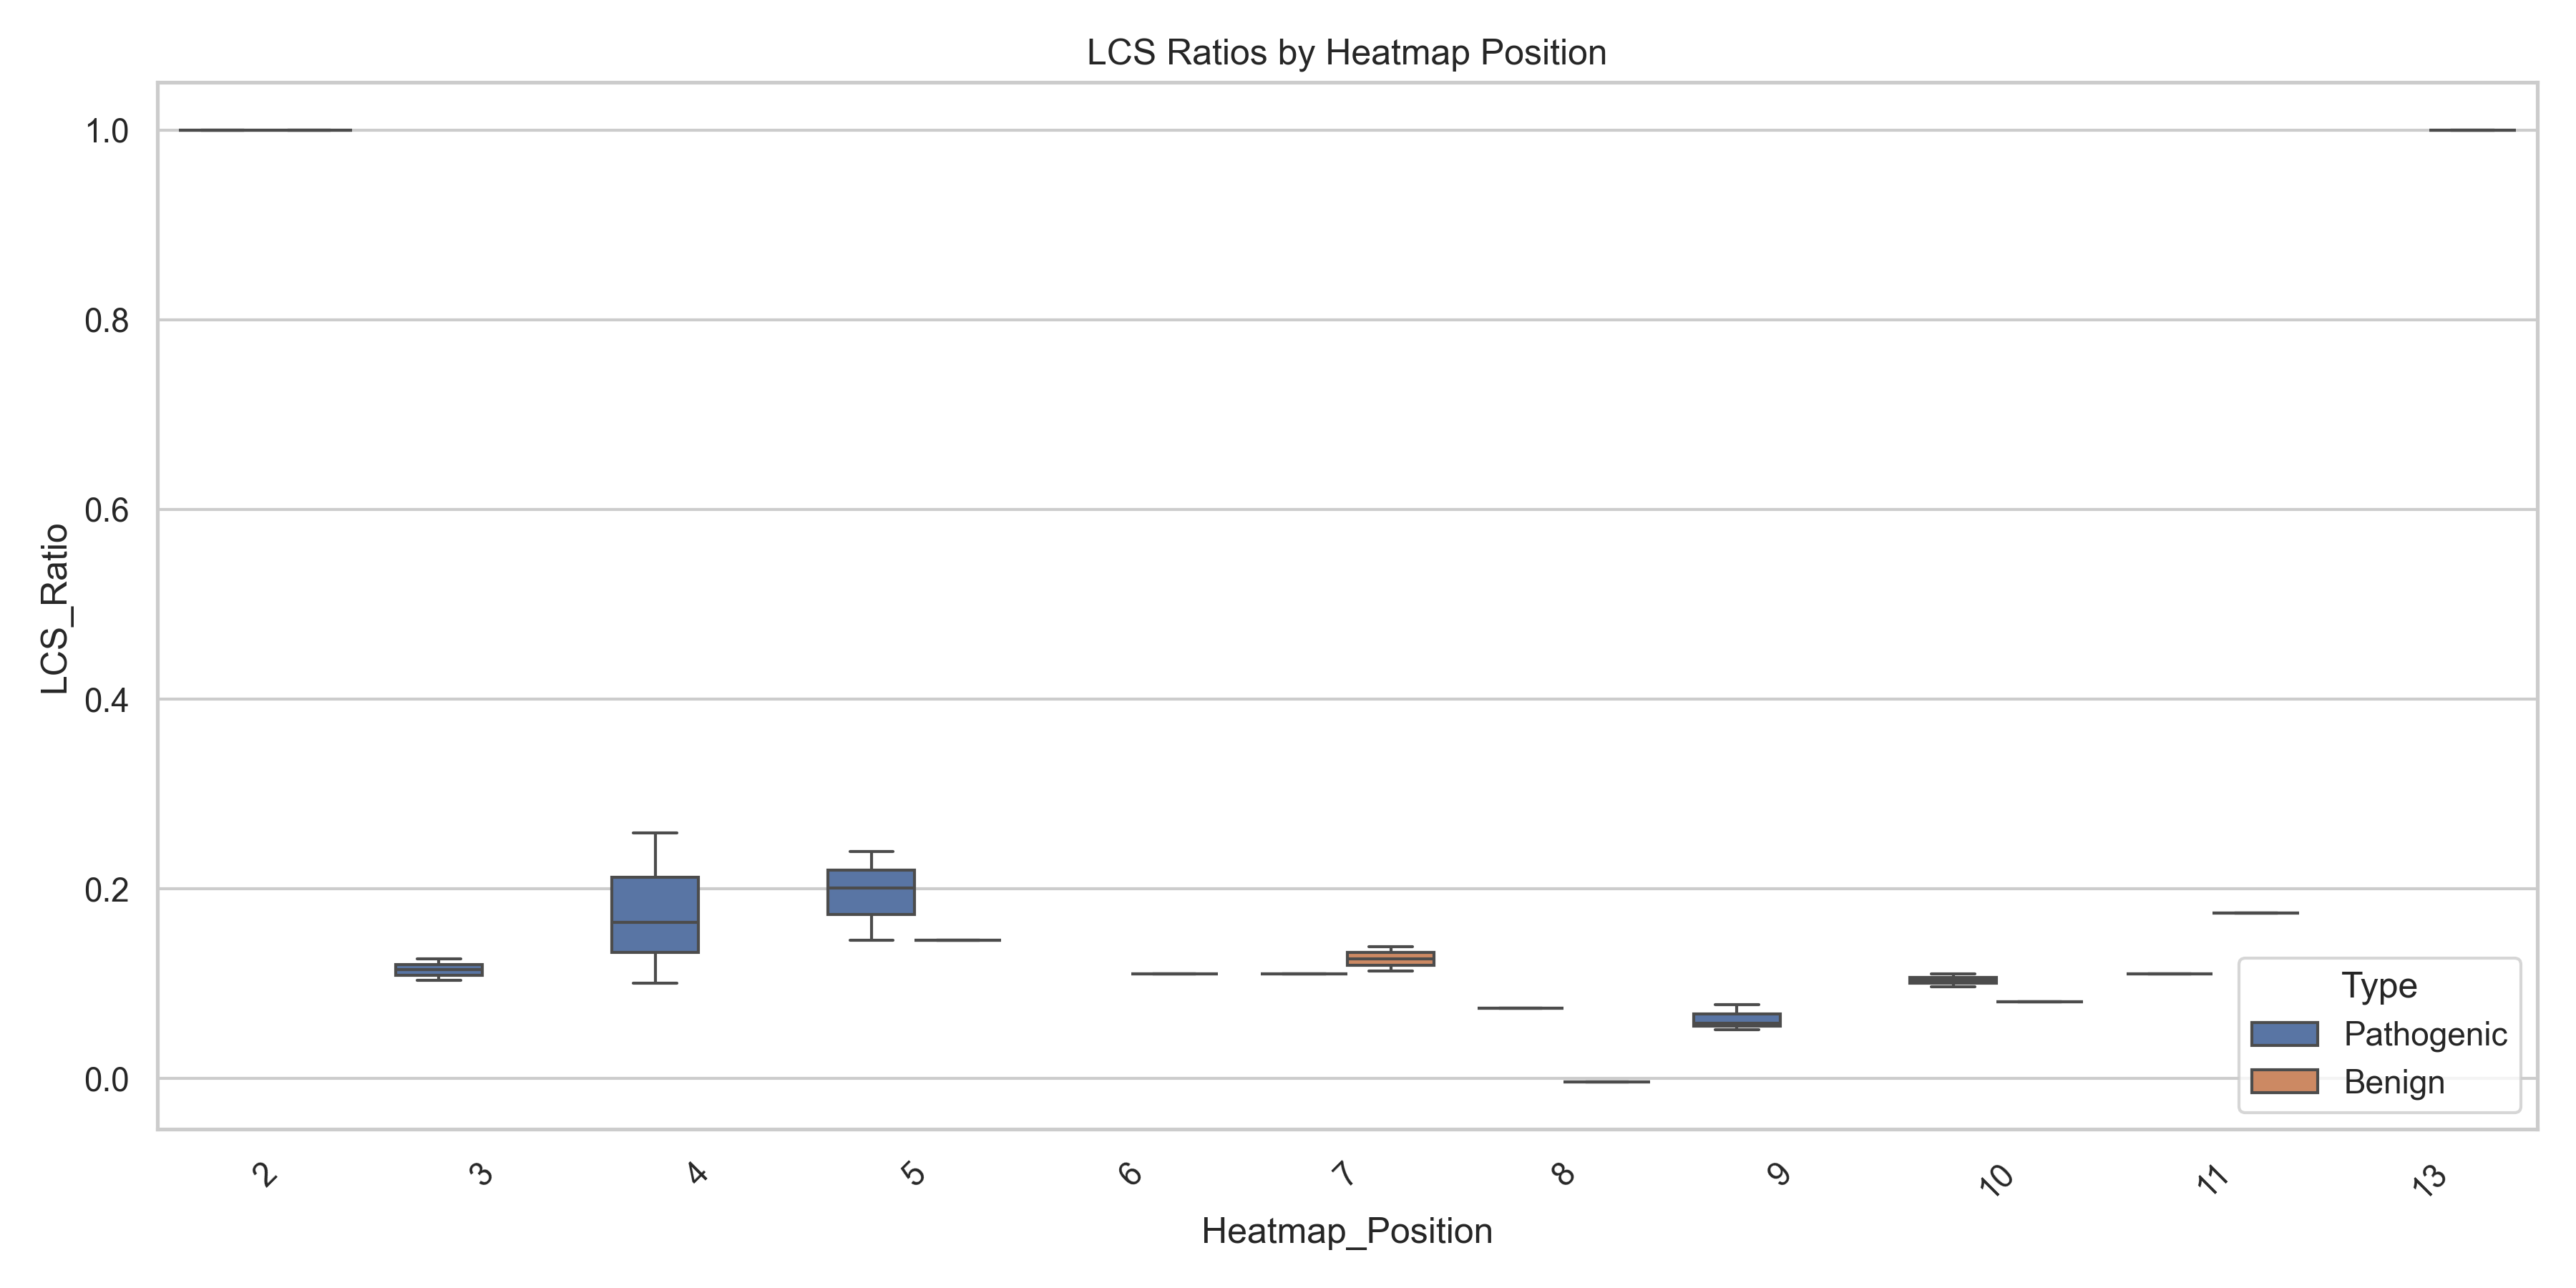 LCS Ratios by Heatmap Position
1.0
0.8
0.6
0.4
0.2
0.0
LCS_Ratio
2 3 4 5 6 7 8 9 10 11 13
Heatmap_Position
Type
Pathogenic
Benign